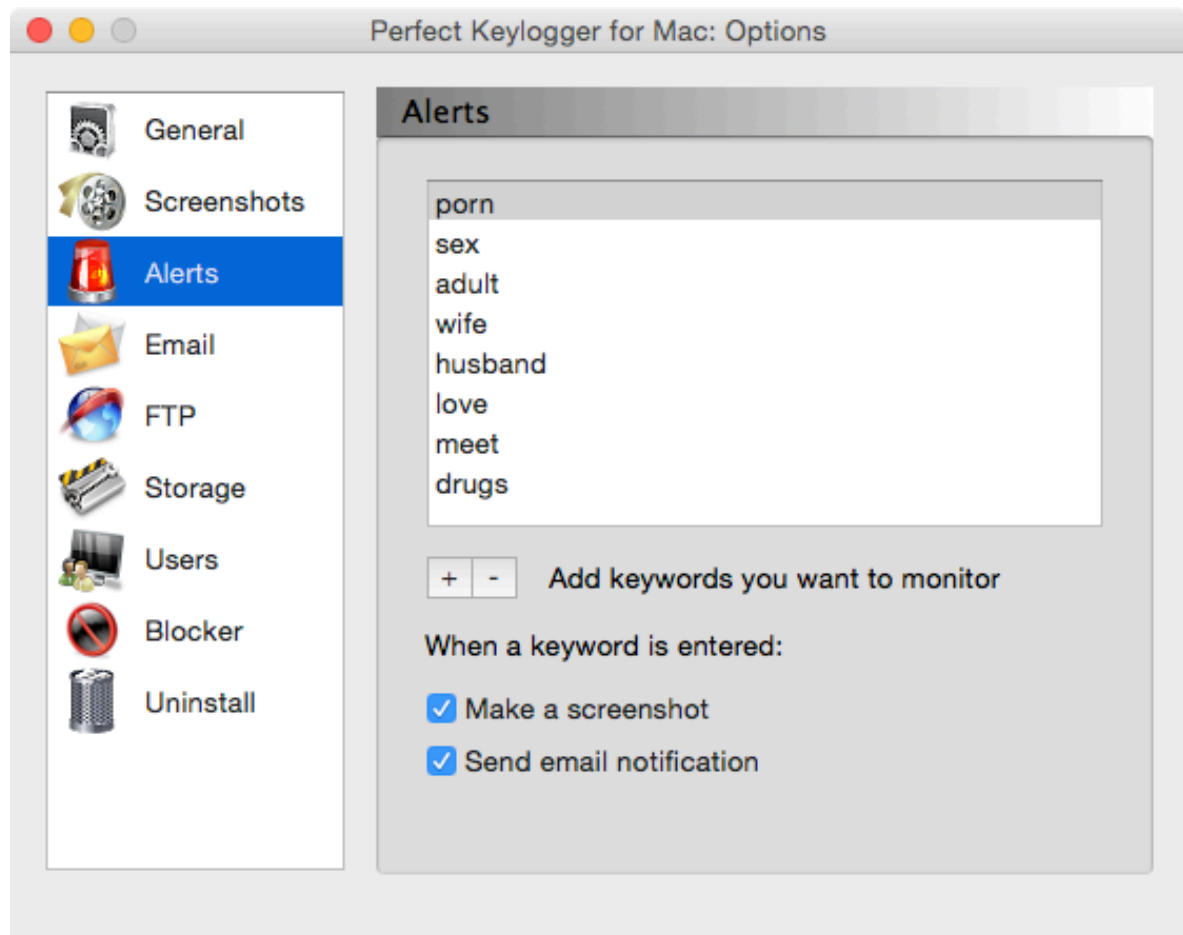 Perfect Keylogger for Mac: Options
General
Screenshots
Alerts
Email
FTP
Storage
Users
Blocker
Uninstall
Alerts
porn
sex
adult
wife
husband
love
meet
drugs
+ - Add keywords you want to monitor
When a keyword is entered:
Make a screenshot
Send email notification